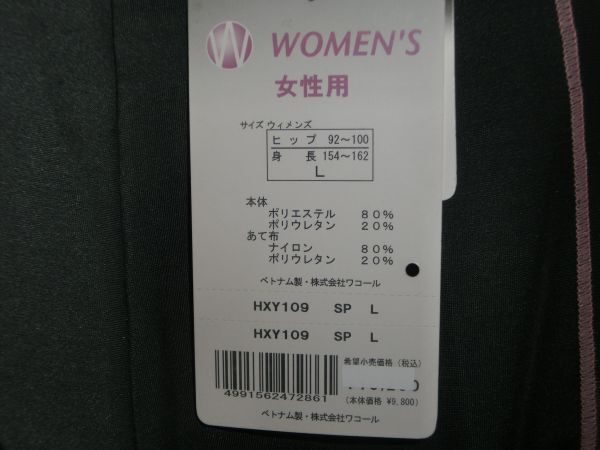 W WOMEN'S
女性用
サイズ ウィメンズ
ヒップ 92～100
身長 154～162
L
本体
ポリエステル 80%
ポリウレタン 20%
あて布
ナイロン 80%
ポリウレタン 20%
ベトナム製・株式会社ワコール
HXY109 SP L
HXY109 SP L
希望小売価格（税込）
4991562472861
(本体価格 ¥9,800)
ベトナム製・株式会社ワコール